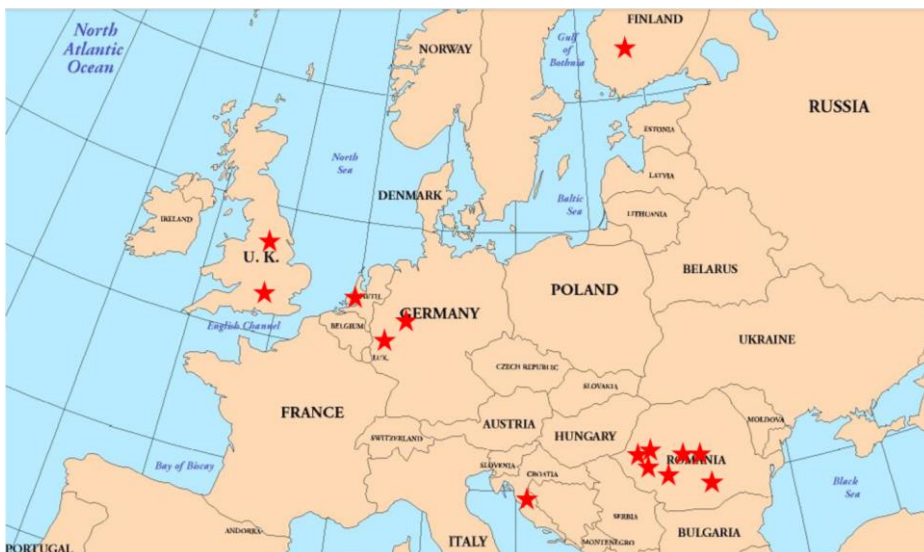 FINLAND
North
Atlantic
Ocean
NORWAY
Gulf
of
Bothnia
RUSSIA
ESTONIA
North
Sea
LATVIA
DENMARK
Baltic
Sea
LITHUANIA
IRELAND
U. K.
BELARUS
POLAND
GERMANY
English Channel
BELGIUM
UKRAINE
LUX.
CZECH REPUBLIC
SLOVAKIA
FRANCE
AUSTRIA
MOLDOVA
SWITZERLAND
HUNGARY
Bay of Biscay
SLOVENIA
ROMANIA
CROATIA
Black
Sea
SERBIA
ANDORRA
BULGARIA
ITALY
MONTENEGRO
PORTUGAL